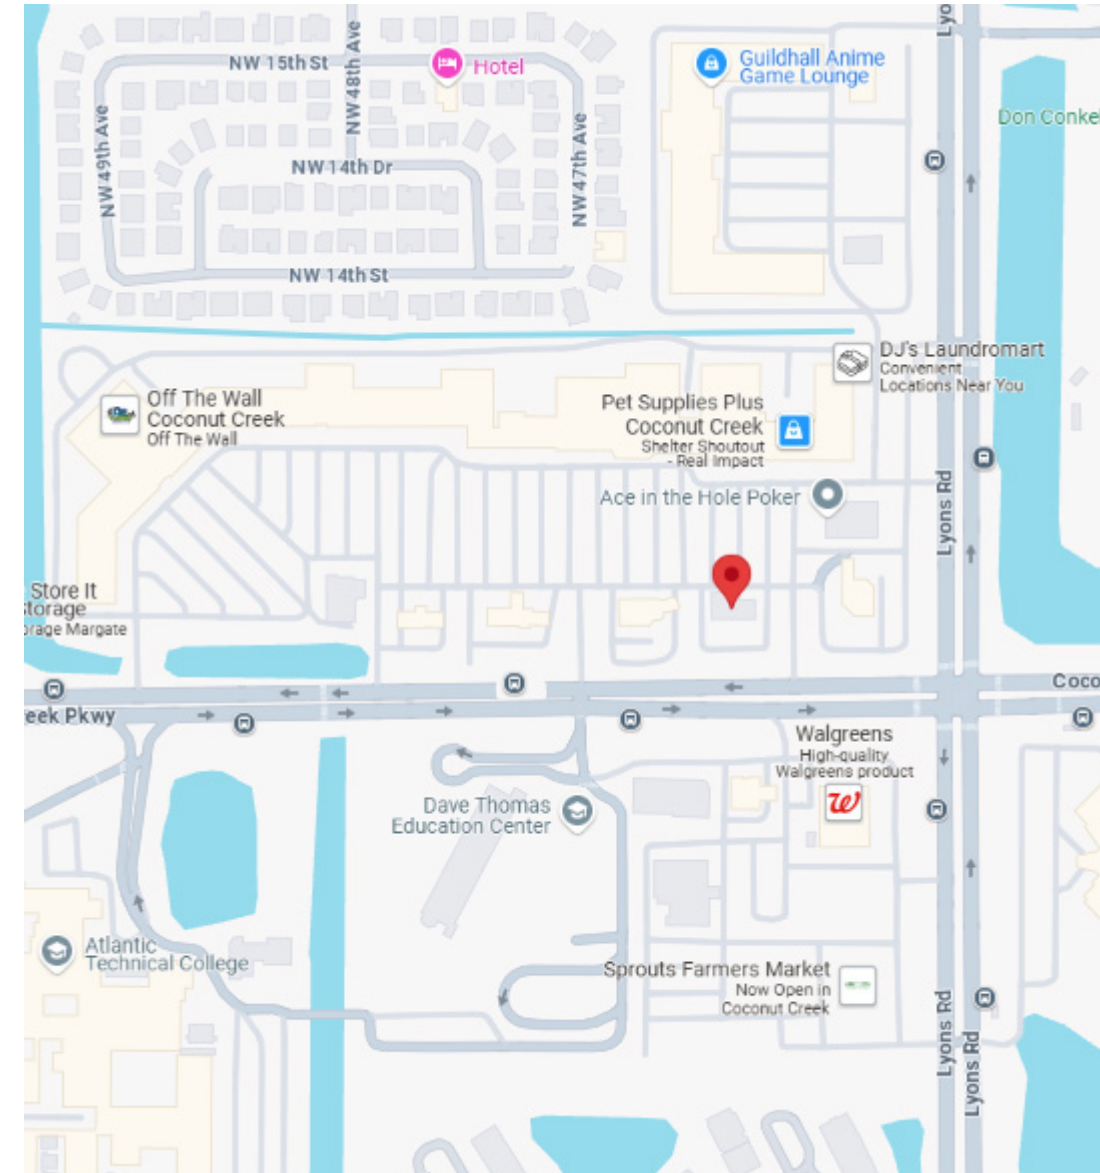 Lyo
NW 15th St
NW 48th Ave
Hotel
Guildhall Anime
Game Lounge
Don Conke
NW 49th Ave
NW 47th Ave
NW 14th Dr
NW 14th St
DJ's Laundromart
Convenient
Locations Near You
Off The Wall
Coconut Creek
Off The Wall
Pet Supplies Plus
Coconut Creek
Shelter Shoutout
- Real Impact
Ace in the Hole Poker
Lyons Rd
Store It
torage
orage Margate
Coco
eek Pkwy
Walgreens
High-quality
Walgreens product
W
Dave Thomas
Education Center
Atlantic
Technical College
Sprouts Farmers Market
Now Open in
Coconut Creek
Lyons Rd
Lyons Rd